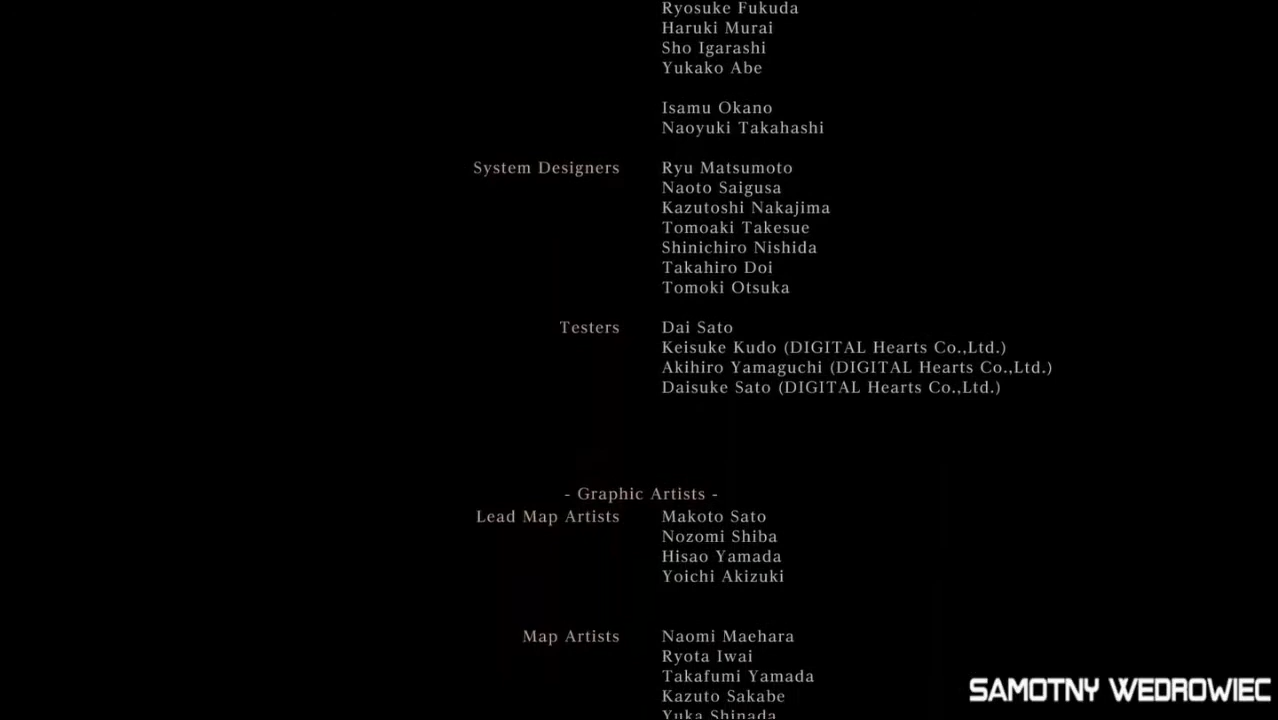 Ryosuke Fukuda
Haruki Murai
Sho Igarashi
Yukako Abe
Isamu Okano
Naoyuki Takahashi
System Designers Ryu Matsumoto
Naoto Saigusa
Kazutoshi Nakajima
Tomoaki Takesue
Shinichiro Nishida
Takahiro Doi
Tomoki Otsuka
Testers Dai Sato
Keisuke Kudo (DIGITAL Hearts Co.,Ltd.)
Akihiro Yamaguchi (DIGITAL Hearts Co.,Ltd.)
Daisuke Sato (DIGITAL Hearts Co.,Ltd.)
- Graphic Artists -
Lead Map Artists Makoto Sato
Nozomi Shiba
Hisao Yamada
Yoichi Akizuki
Map Artists Naomi Maehara
Ryota Iwai
Takafumi Yamada
Kazuto Sakabe
Yuka Shinada
SAMOTNY WEDROWIEC